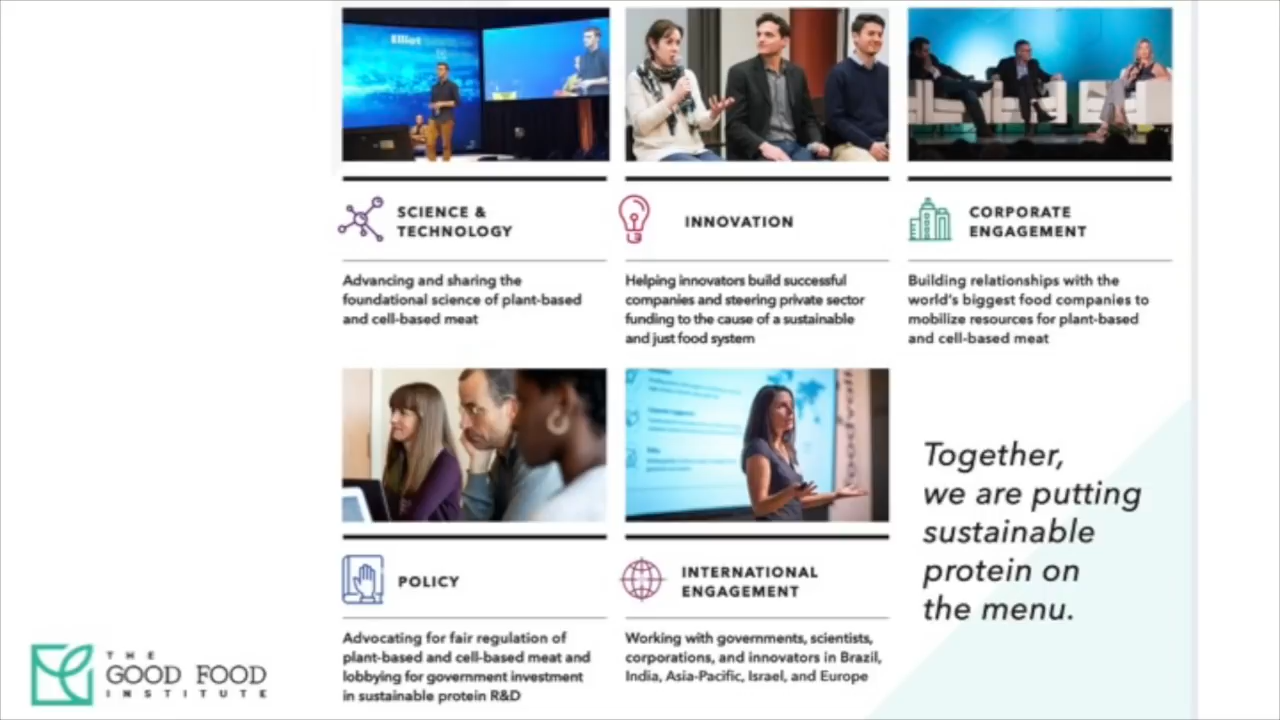 Elliot
SCIENCE &
TECHNOLOGY
Advancing and sharing the
foundational science of plant-based
and cell-based meat
INNOVATION
Helping innovators build successful
companies and steering private sector
funding to the cause of a sustainable
and just food system
CORPORATE
ENGAGEMENT
Building relationships with the
world's biggest food companies to
mobilize resources for plant-based
and cell-based meat
POLICY
Advocating for fair regulation of
plant-based and cell-based meat and
lobbying for government investment
in sustainable protein R&D
INTERNATIONAL
ENGAGEMENT
Working with governments, scientists,
corporations, and innovators in Brazil,
India, Asia-Pacific, Israel, and Europe
Together,
we are putting
sustainable
protein on
the menu.
THE
GOOD FOOD
INSTITUTE